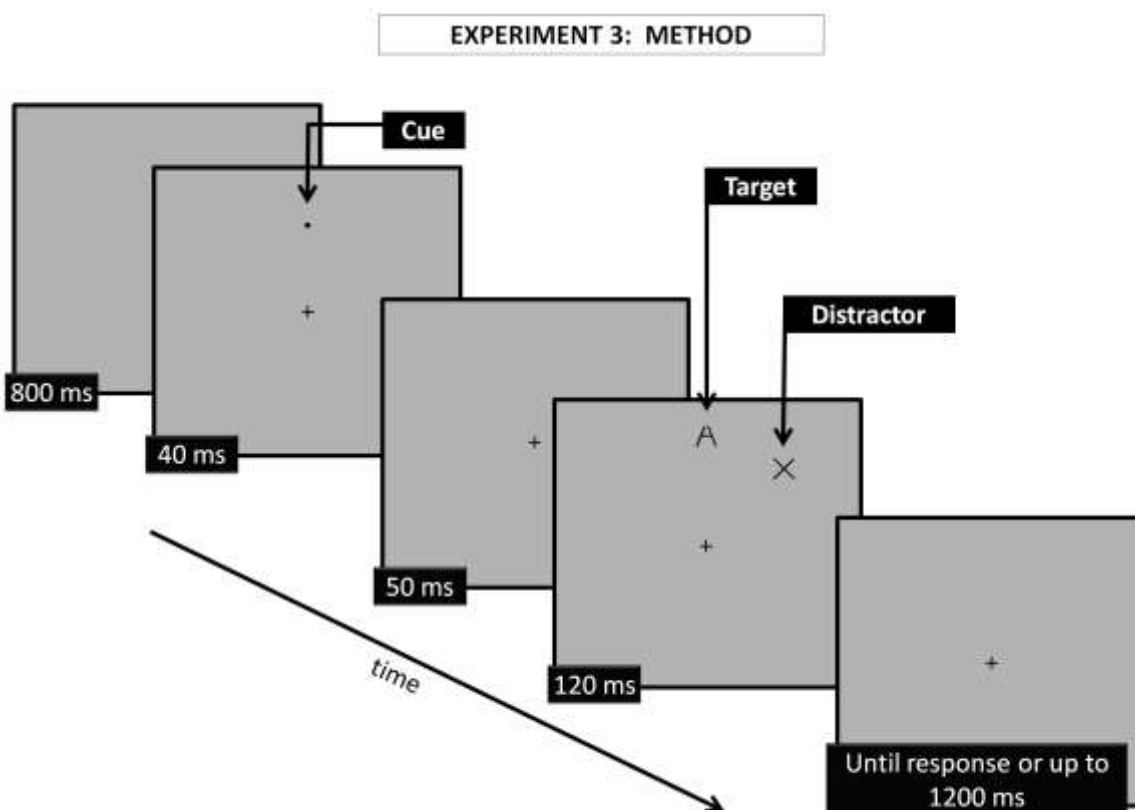 EXPERIMENT 3: METHOD
Cue
Target
Distractor
800 ms
40 ms
A
X
50 ms
120 ms
time
Until response or up to
1200 ms